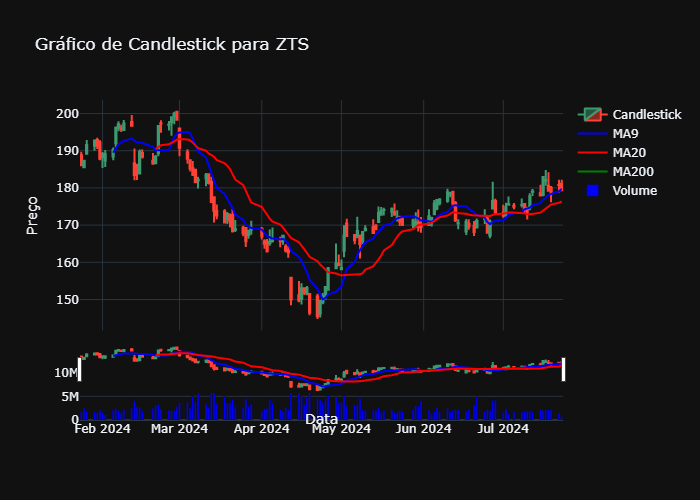 Gráfico de Candlestick para ZTS
Candlestick
MA9
MA20
MA200
Volume
Preço
200
190
180
170
160
150
10M
5M
0
Data
Feb 2024
Mar 2024
Apr 2024
May 2024
Jun 2024
Jul 2024